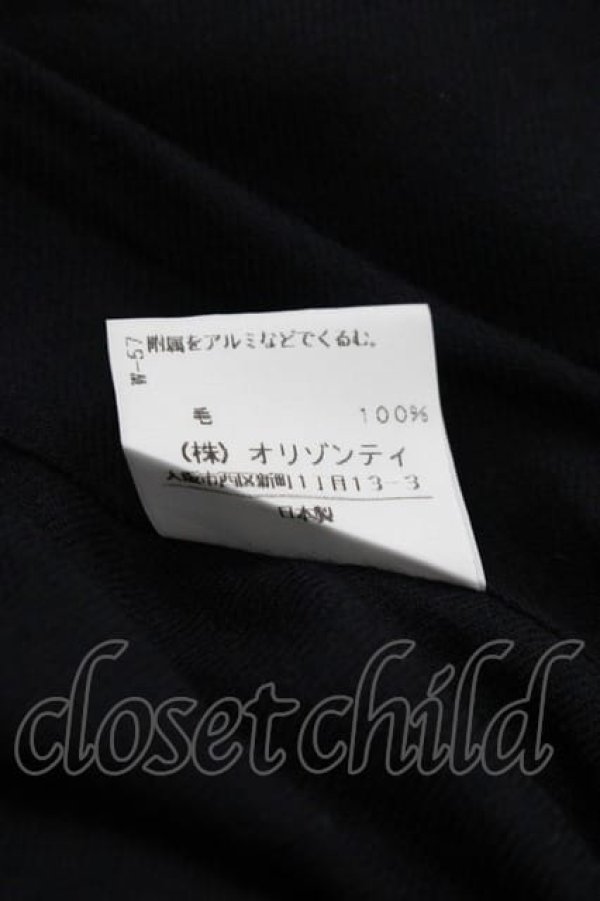 附属をアルミなどでくるむ。
W-57
毛 100%
(株) オリゾンティ
大阪市西区新町1丁目13-3
日本製
closet child